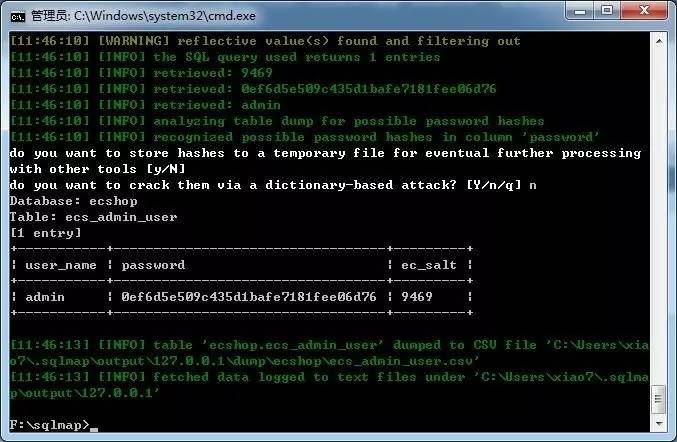 管理员: C:\Windows\system32\cmd.exe
[11:46:10] [WARNING] reflective value(s) found and filtering out
[11:46:10] [INFO] the SQL query used returns 1 entries
[11:46:10] [INFO] retrieved: 9469
[11:46:10] [INFO] retrieved: 0ef6d5e509c435d1bafe7181fee06d76
[11:46:10] [INFO] retrieved: admin
[11:46:10] [INFO] analyzing table dump for possible password hashes
[11:46:10] [INFO] recognized possible password hashes in column 'password'
do you want to store hashes to a temporary file for eventual further processing
with other tools [y/N]
do you want to crack them via a dictionary-based attack? [Y/n/q] n
Database: ecshop
Table: ecs_admin_user
[1 entry]
+-----------+----------------------------------+---------+
| user_name | password | ec_salt |
+-----------+----------------------------------+---------+
| admin | 0ef6d5e509c435d1bafe7181fee06d76 | 9469 |
+-----------+----------------------------------+---------+
[11:46:13] [INFO] table 'ecshop.ecs_admin_user' dumped to CSV file 'C:\Users\xia
o7\.sqlmap\output\127.0.0.1\dump\ecshop\ecs_admin_user.csv'
[11:46:13] [INFO] fetched data logged to text files under 'C:\Users\xiao7\.sqlma
p\output\127.0.0.1'
F:\sqlmap>_